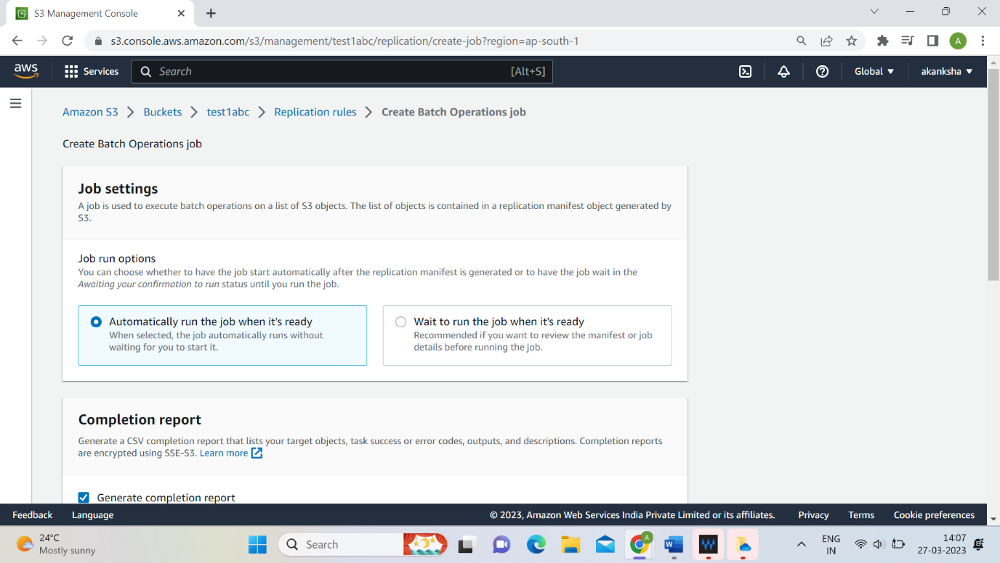 S3 Management Console
s3.console.aws.amazon.com/s3/management/test1abc/replication/create-job?region=ap-south-1
A
aws
Services
Search
[Alt+S]
Global
akanksha
Amazon S3 > Buckets > test1abc > Replication rules > Create Batch Operations job
Create Batch Operations job
Job settings
A job is used to execute batch operations on a list of S3 objects. The list of objects is contained in a replication manifest object generated by
S3.
Job run options
You can choose whether to have the job start automatically after the replication manifest is generated or to have the job wait in the
Awaiting your confirmation to run status until you run the job.
Automatically run the job when it's ready
When selected, the job automatically runs without
waiting for you to start it.
Wait to run the job when it's ready
Recommended if you want to review the manifest or job
details before running the job.
Completion report
Generate a CSV completion report that lists your target objects, task success or error codes, outputs, and descriptions. Completion reports
are encrypted using SSE-S3. Learn more
Generate completion report
Feedback
Language
© 2023, Amazon Web Services India Private Limited or its affiliates.
Privacy
Terms
Cookie preferences
24°C
Mostly sunny
Search
A
ENG
IN
14:07
27-03-2023